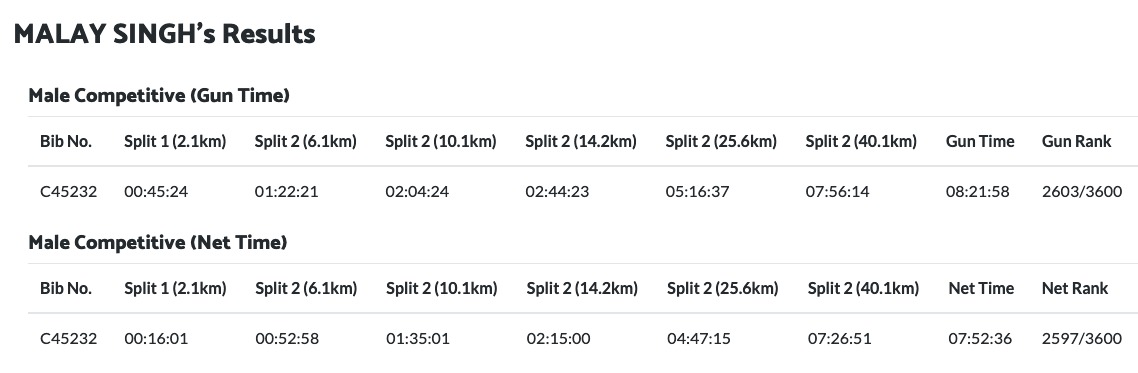 MALAY SINGH's Results
Male Competitive (Gun Time)
Bib No. Split 1 (2.1km) Split 2 (6.1km) Split 2 (10.1km) Split 2 (14.2km) Split 2 (25.6km) Split 2 (40.1km) Gun Time Gun Rank
C45232 00:45:24 01:22:21 02:04:24 02:44:23 05:16:37 07:56:14 08:21:58 2603/3600
Male Competitive (Net Time)
Bib No. Split 1 (2.1km) Split 2 (6.1km) Split 2 (10.1km) Split 2 (14.2km) Split 2 (25.6km) Split 2 (40.1km) Net Time Net Rank
C45232 00:16:01 00:52:58 01:35:01 02:15:00 04:47:15 07:26:51 07:52:36 2597/3600